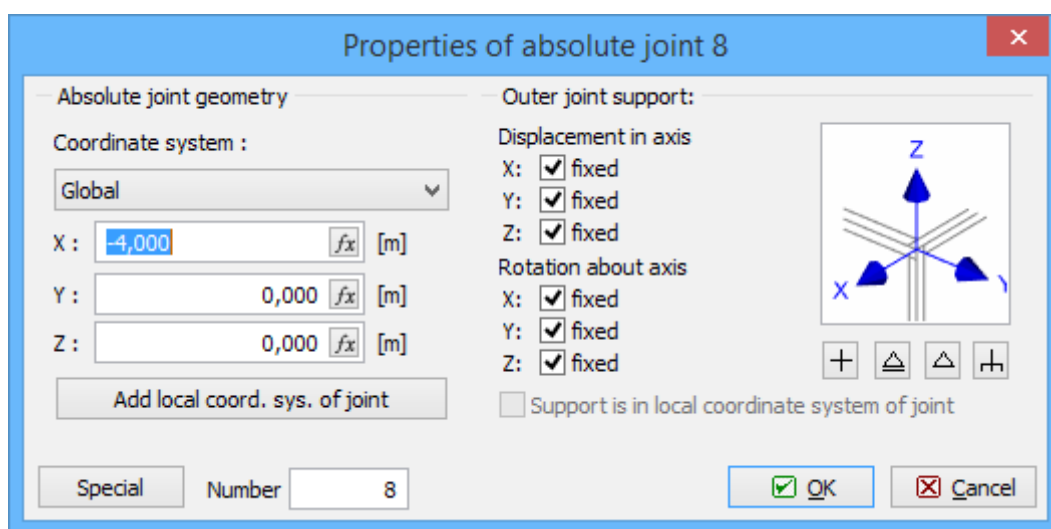 Properties of absolute joint 8
Absolute joint geometry
Coordinate system :
Global
X : -4,000 fx [m]
Y : 0,000 fx [m]
Z : 0,000 fx [m]
Add local coord. sys. of joint
Outer joint support:
Displacement in axis
X: fixed
Y: fixed
Z: fixed
Rotation about axis
X: fixed
Y: fixed
Z: fixed
Z
X
Y
Support is in local coordinate system of joint
Special
Number 8
OK
Cancel